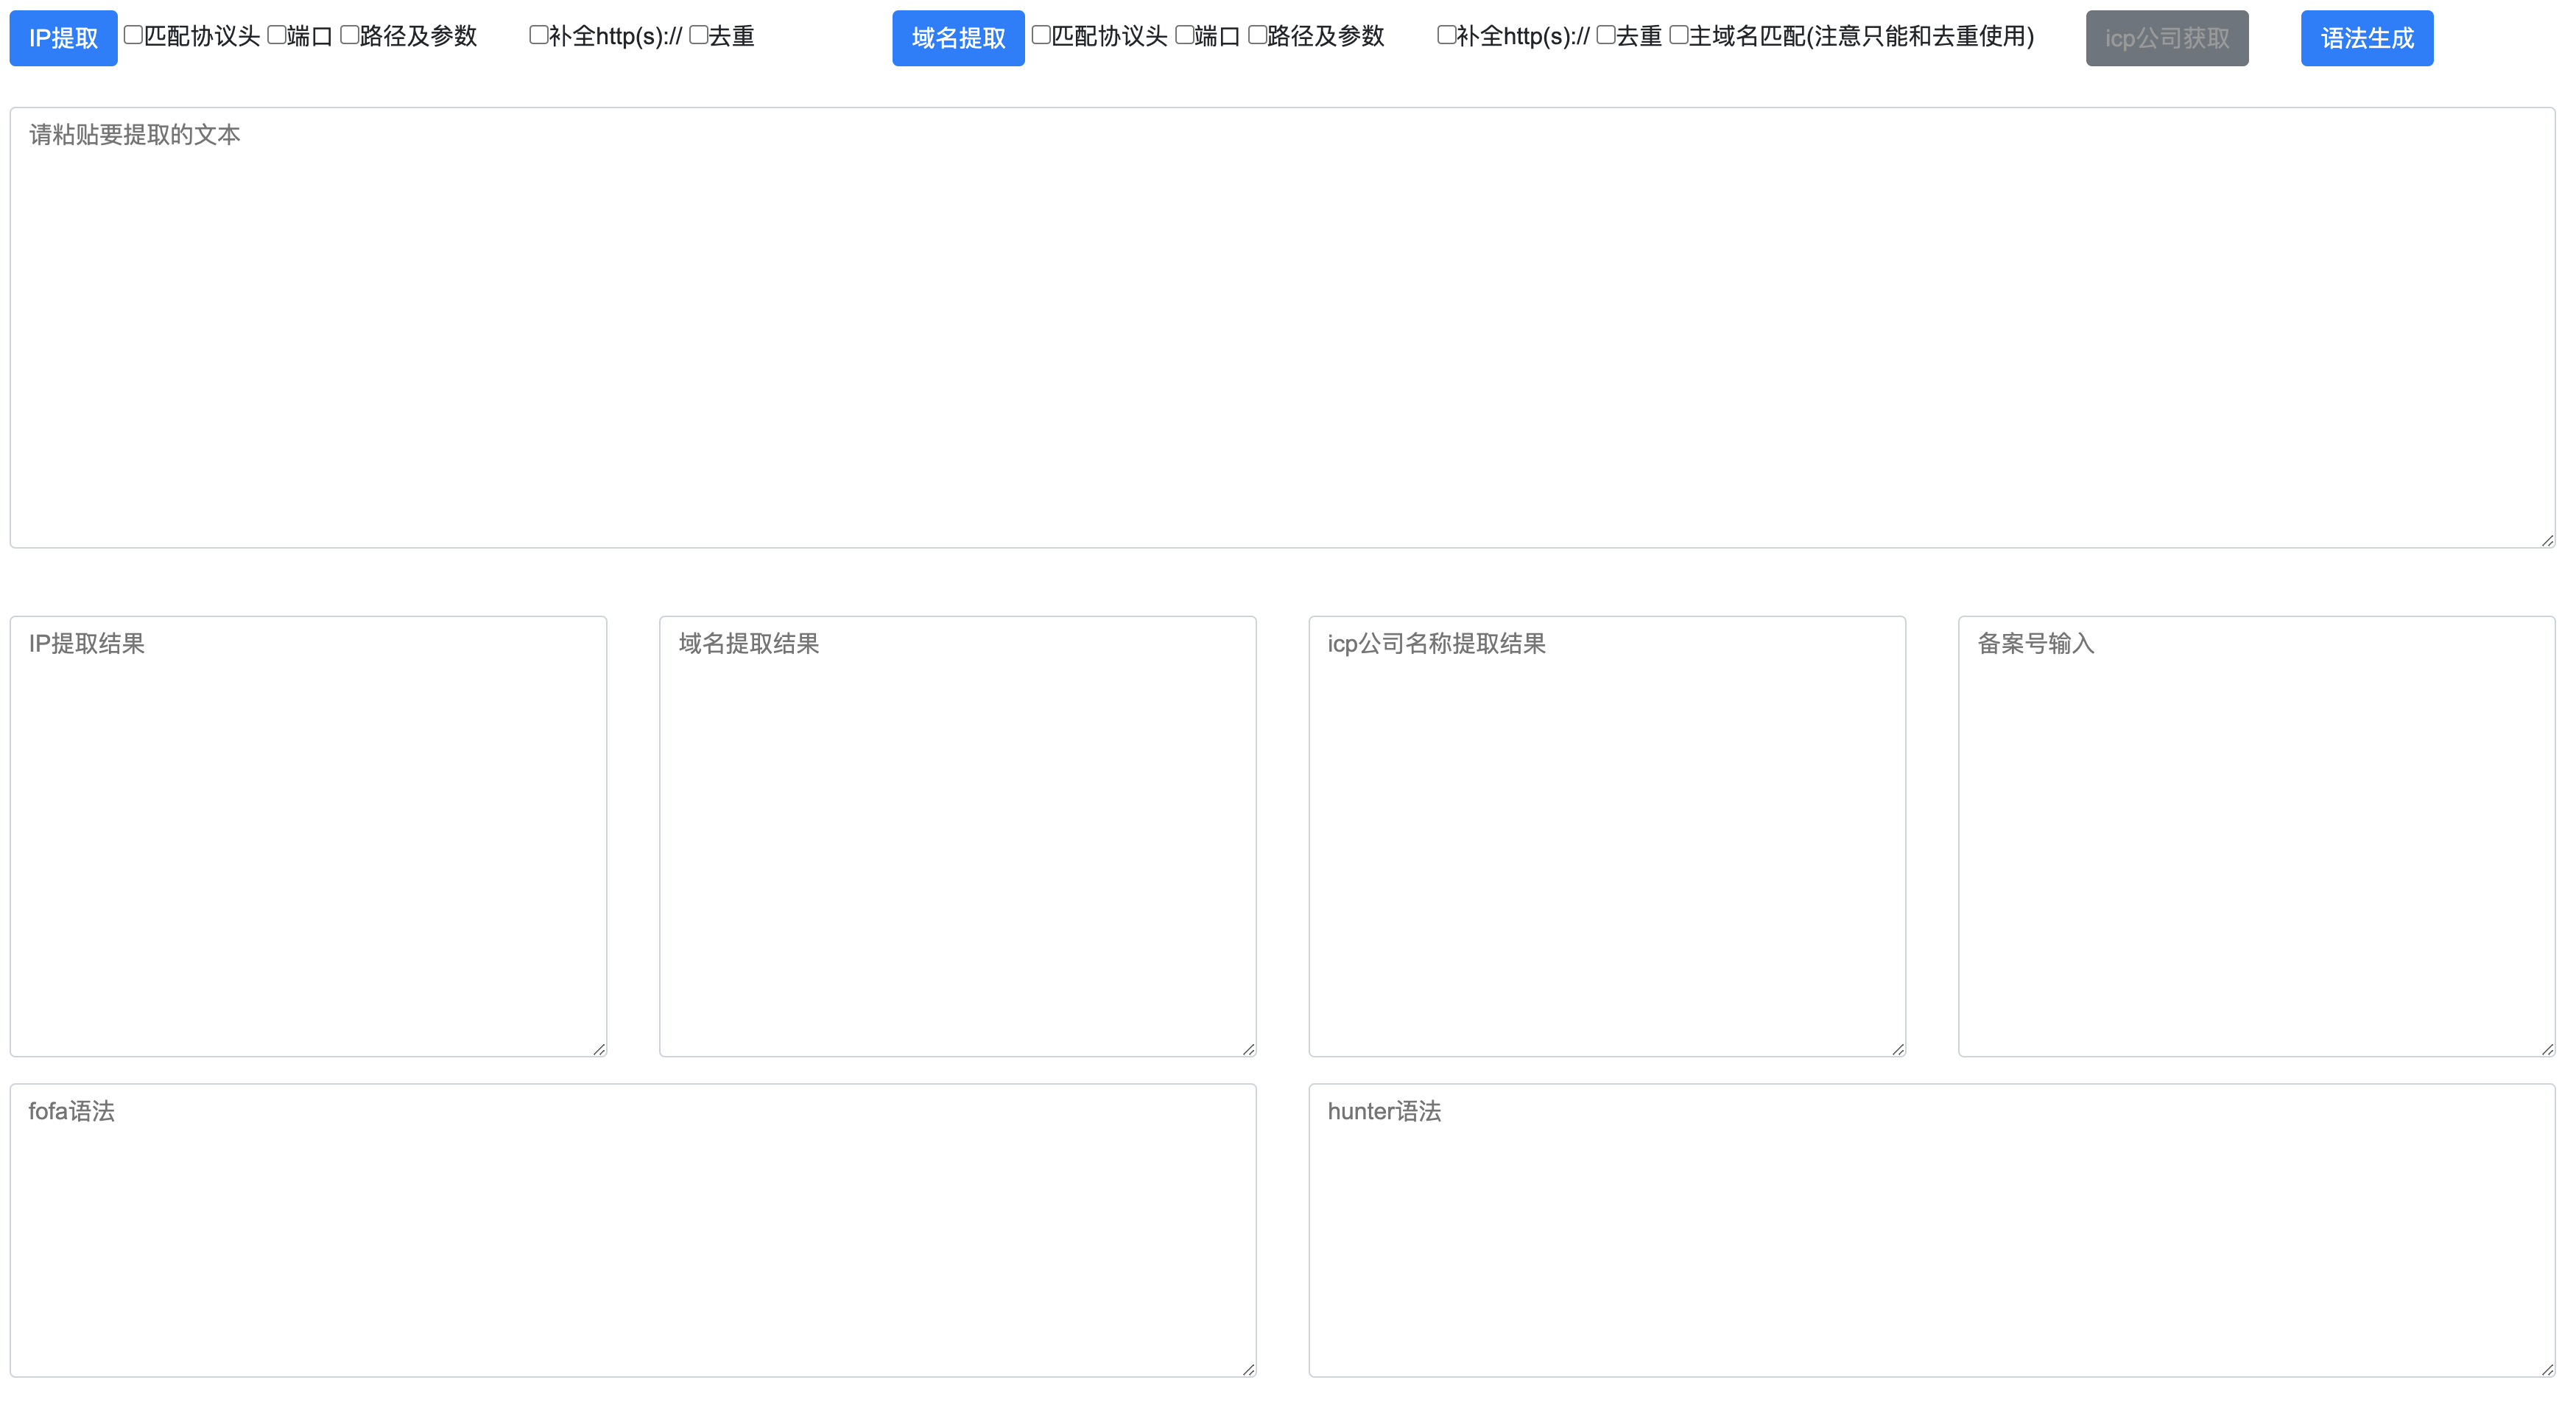 IP提取 匹配协议头 端口 路径及参数 补全http(s):// 去重 域名提取 匹配协议头 端口 路径及参数 补全http(s):// 去重 主域名匹配(注意只能和去重使用) icp公司获取 语法生成
请粘贴要提取的文本
IP提取结果 域名提取结果 icp公司名称提取结果 备案号输入
fofa语法 hunter语法